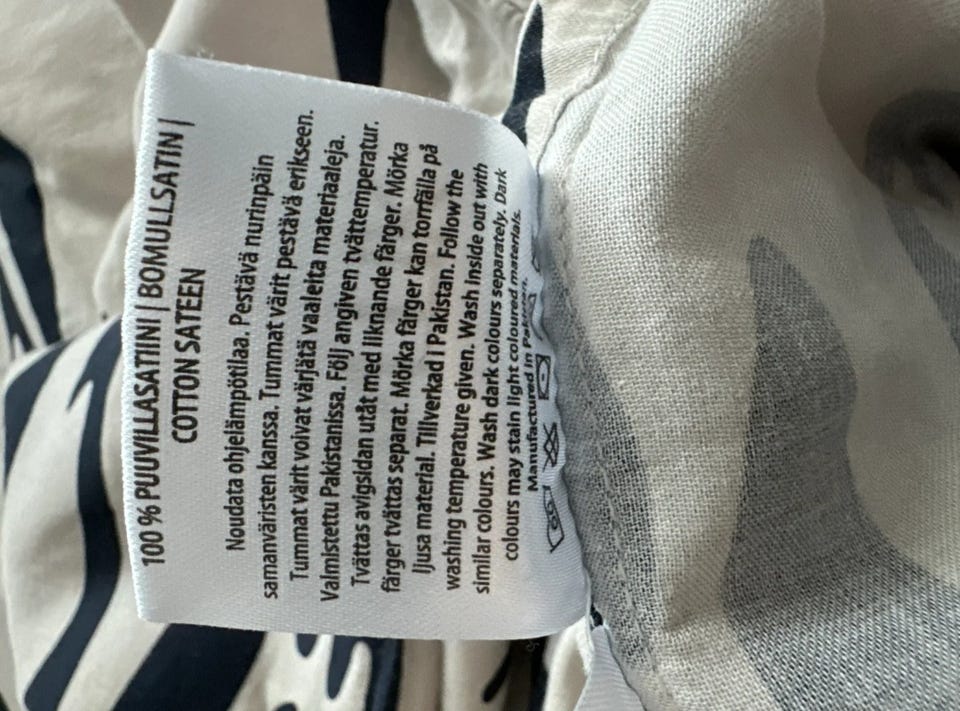 100 % PUUVILLASATIINI | BOMULLSATIN |
COTTON SATEEN
Noudata ohjelämpötilaa. Pestävä nurinpäin
samanväristen kanssa. Tummat värit pestävä erikseen.
Tummat värit voivat värjätä vaaleita materiaaleja.
Valmistettu Pakistanissa. Följ angiven tvättemperatur.
Tvättas avigsidan utåt med liknande färger. Mörka
färger tvättas separat. Mörka färger kan torrfälla på
ljusa material. Tillverkad i Pakistan. Follow the
washing temperature given. Wash inside out with
similar colours. Wash dark colours separately. Dark
colours may stain light coloured materials.
Manufactured in Pakistan.